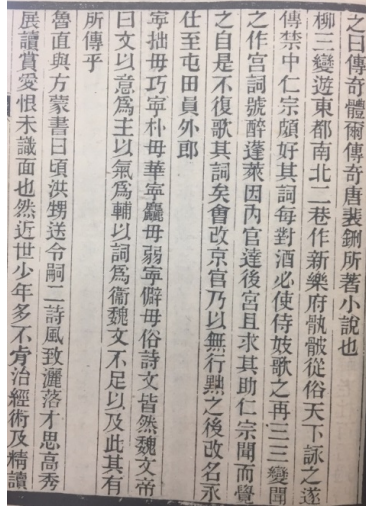 之曰傳奇體爾傳奇唐裴鉶所著小說也
柳三變遊東都南北二巷作新樂府骫骳從俗天下詠之遂
傳禁中仁宗頗好其詞每對酒必使侍妓歌之再三三變聞
之作宮詞號醉蓬萊因內官達後宮且求其助仁宗聞而覺
之自是不復歌其詞矣會改京官乃以無行黜之後改名永
仕至屯田員外郎
寧拙毋巧寧朴毋華寧麤毋弱寧僻毋俗詩文皆然魏文帝
曰文以意爲主以氣爲輔以詞爲衞魏文不足以及此其有
所傳乎
魯直與方蒙書曰頃洪甥送令嗣二詩風致灑落才思高秀
展讀賞愛恨未識面也然近世少年多不肯治經術及精讀